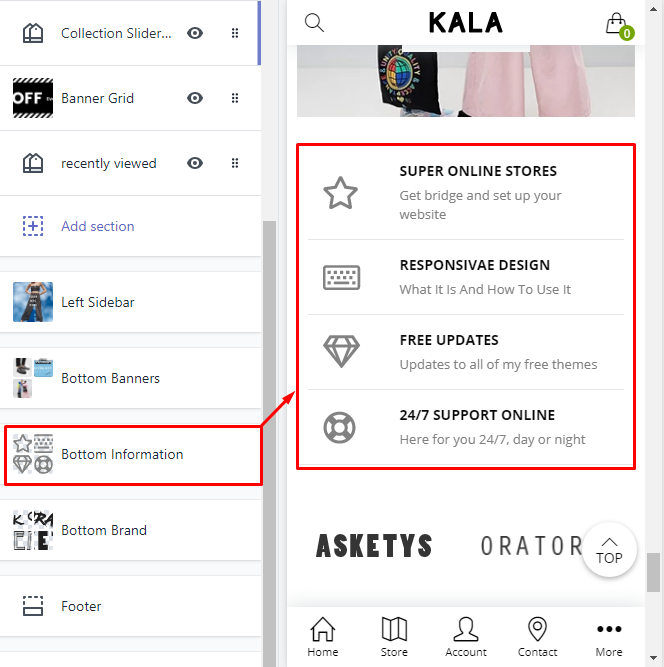 Collection Slider...
OFF
Banner Grid
recently viewed
Add section
Left Sidebar
Bottom Banners
Bottom Information
Bottom Brand
Footer
KALA
0
SUPER ONLINE STORES
Get bridge and set up your
website
RESPONSIVAE DESIGN
What It Is And How To Use It
FREE UPDATES
Updates to all of my free themes
24/7 SUPPORT ONLINE
Here for you 24/7, day or night
ASKETYS
ORATOR
TOP
Home
Store
Account
Contact
More